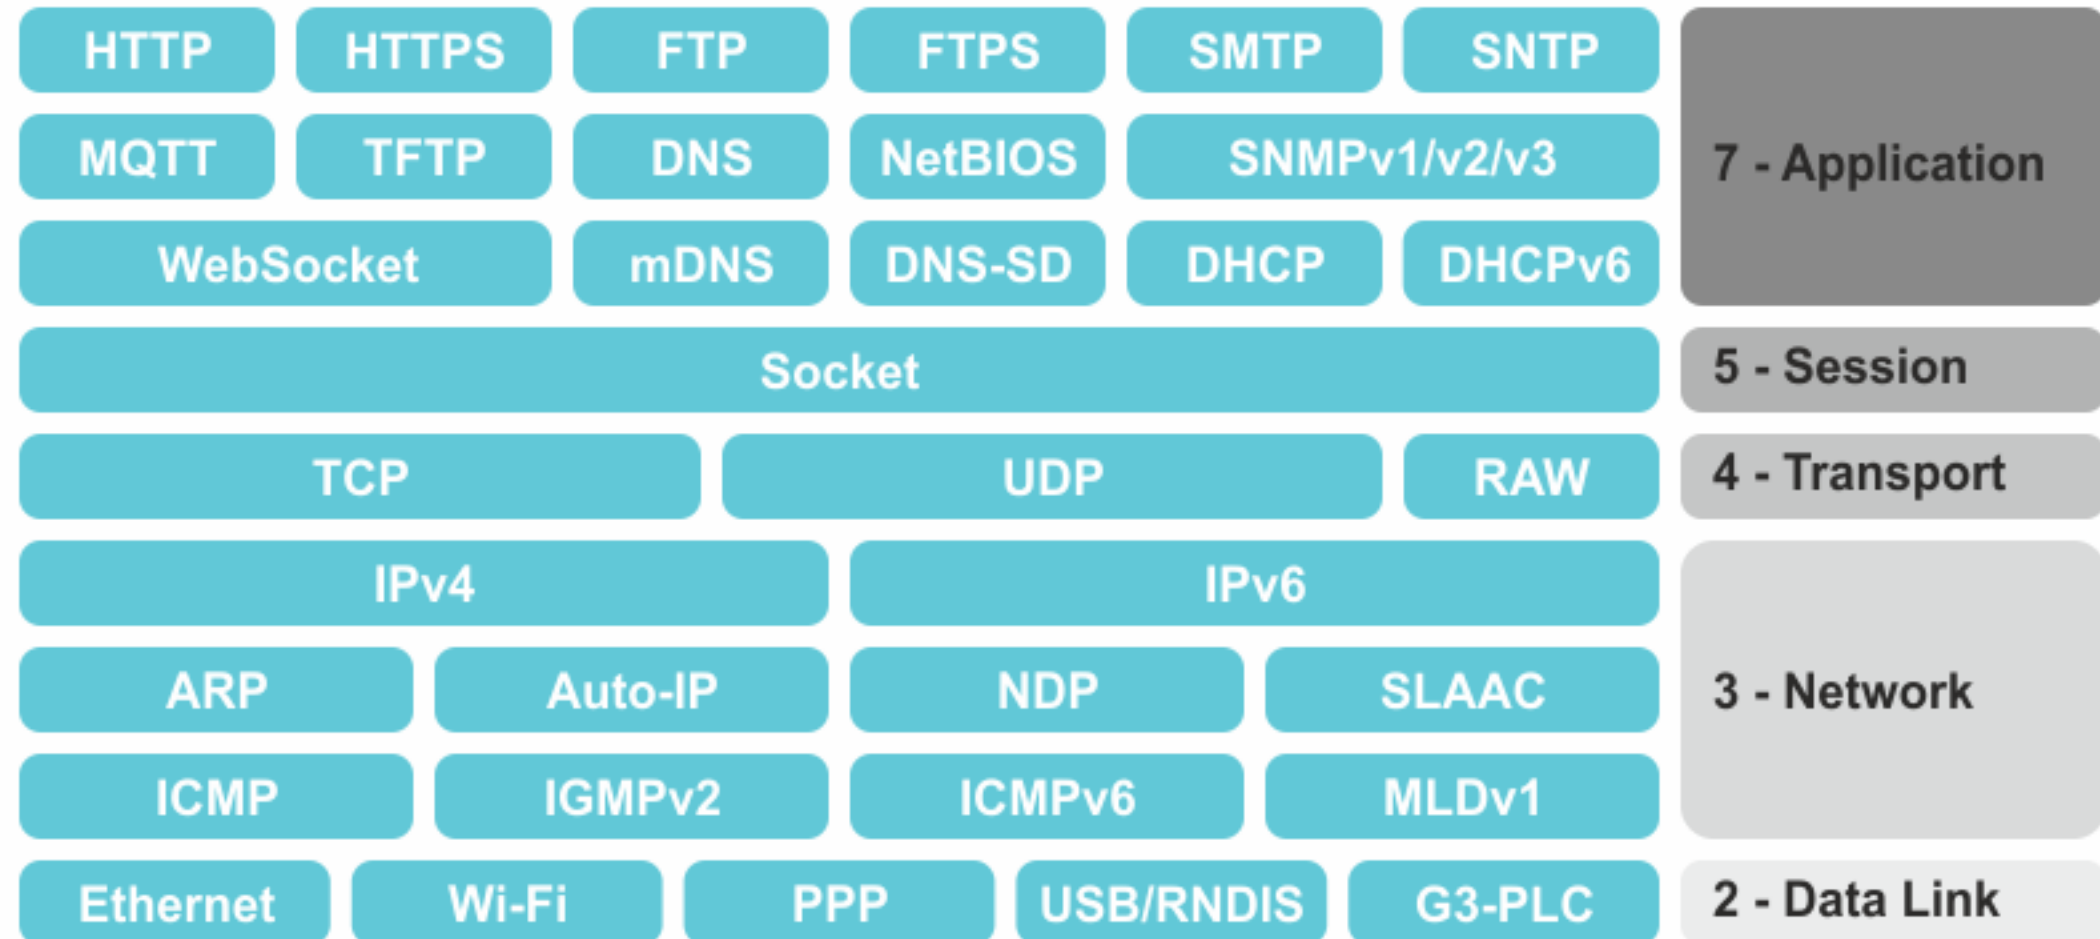 HTTP HTTPS FTP FTPS SMTP SNTP
MQTT TFTP DNS NetBIOS SNMPv1/v2/v3
7 - Application
WebSocket mDNS DNS-SD DHCP DHCPv6
Socket
5 - Session
TCP UDP RAW
4 - Transport
IPv4 IPv6
ARP Auto-IP NDP SLAAC
3 - Network
ICMP IGMPv2 ICMPv6 MLDv1
Ethernet Wi-Fi PPP USB/RNDIS G3-PLC
2 - Data Link